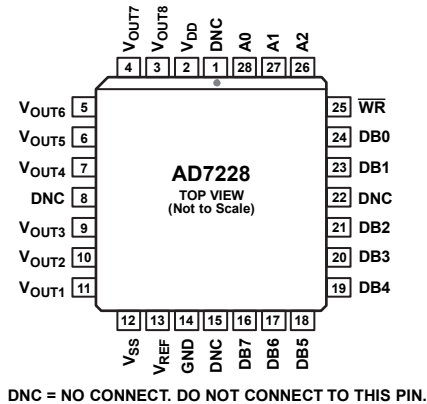 VOUT7
VOUT8
VDD
DNC
A0
A1
A2
4 3 2 1 28 27 26
VOUT6 5
VOUT5 6
VOUT4 7
DNC 8
VOUT3 9
VOUT2 10
VOUT1 11
AD7228
TOP VIEW
(Not to Scale)
25 WR
24 DB0
23 DB1
22 DNC
21 DB2
20 DB3
19 DB4
12 13 14 15 16 17 18
VSS
VREF
GND
DNC
DB7
DB6
DB5
DNC = NO CONNECT. DO NOT CONNECT TO THIS PIN.